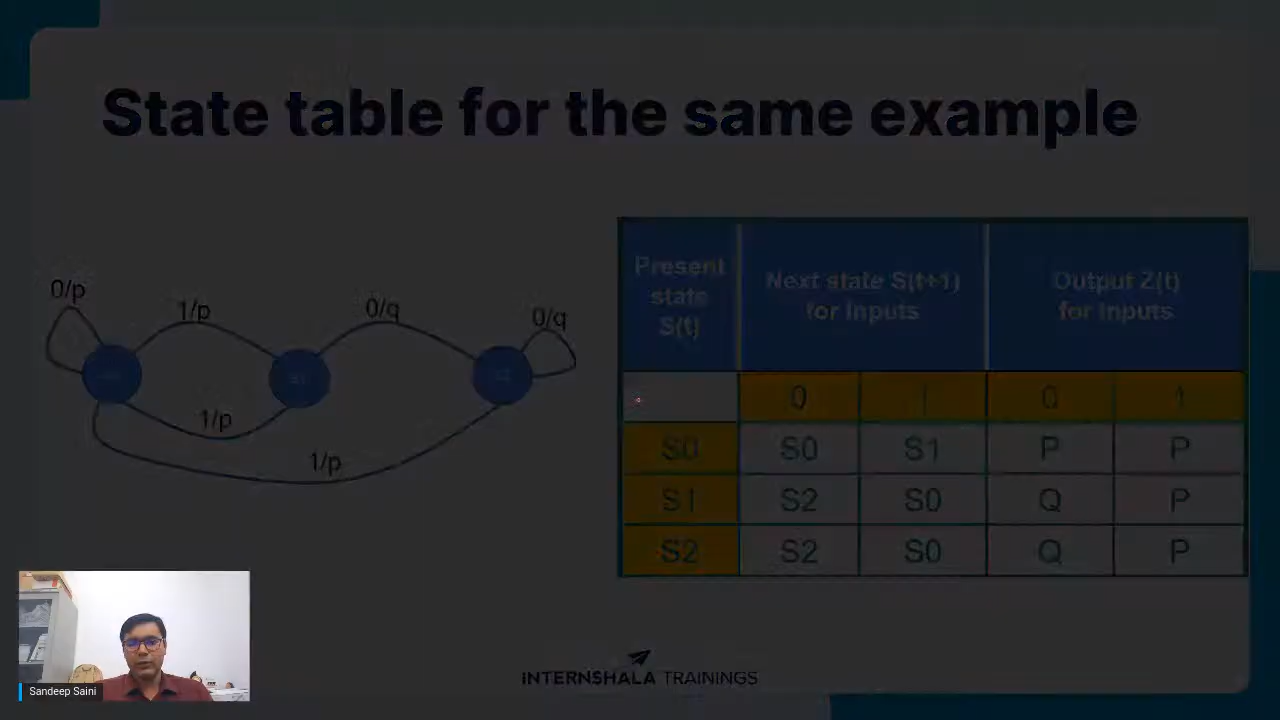 State table for the same example
0/p
1/p
0/q
0/q
S1
1/p
1/p
Present state S(t)
Next state S(t+1) for Inputs
Output Z(t) for Inputs
0 1 0 1
S0 S0 S1 P P
S1 S2 S0 Q P
S2 S2 S0 Q P
Sandeep Saini
INTERNSHALA TRAININGS